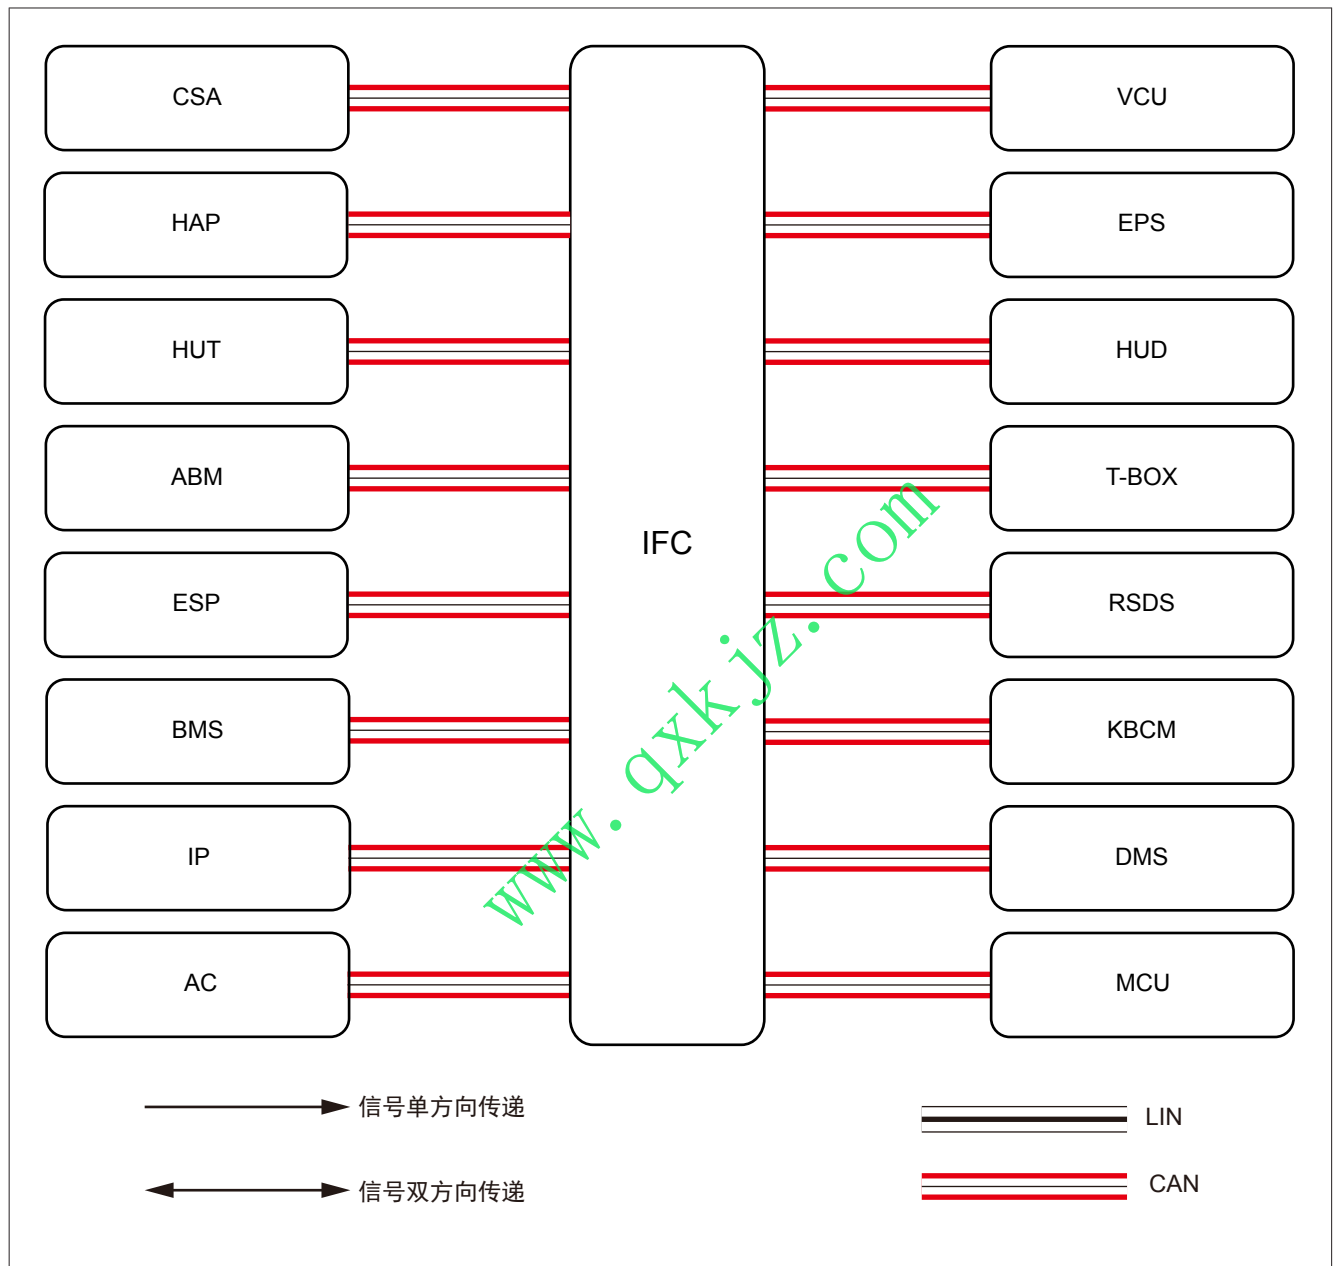 CSA
VCU
HAP
EPS
HUT
HUD
ABM
T-BOX
IFC
ESP
RSDS
BMS
KBCM
IP
DMS
AC
MCU
www.qxkjz.com
信号单方向传递
LIN
信号双方向传递
CAN